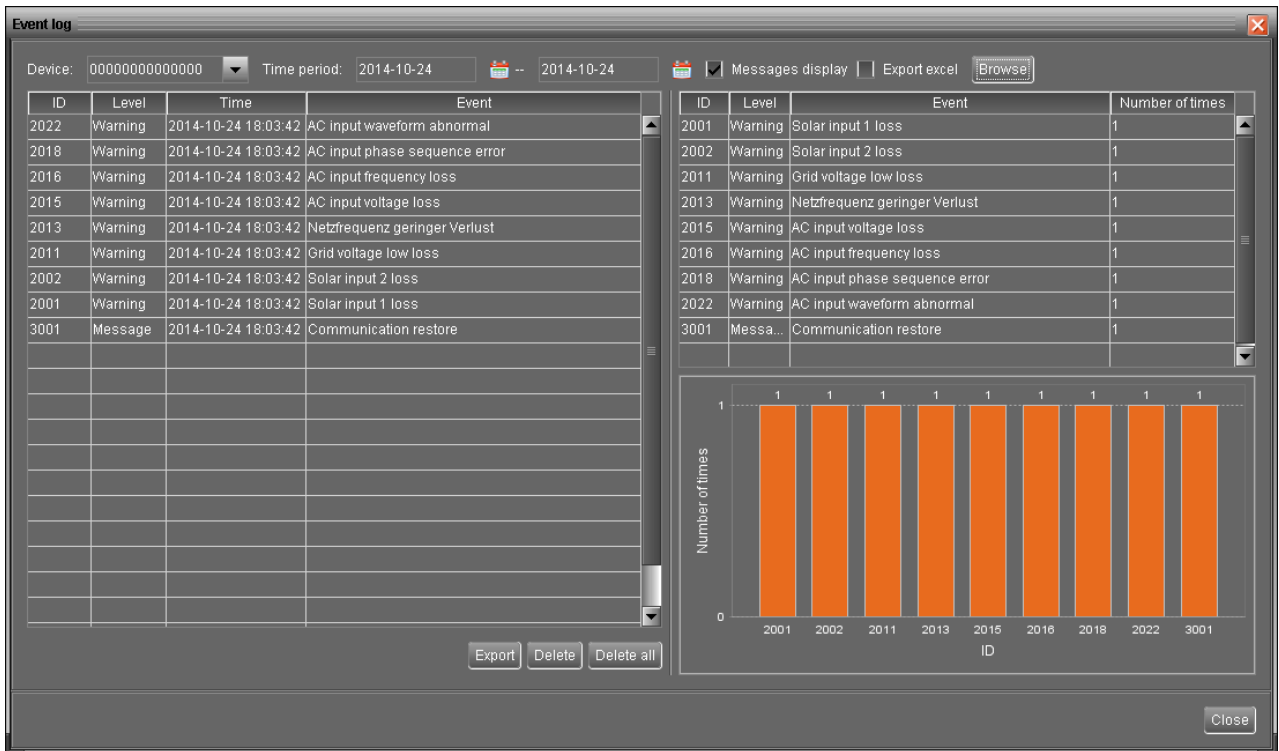 Event log
Device: 00000000000000 Time period: 2014-10-24 -- 2014-10-24 Messages display Export excel Browse
ID Level Time Event
2022 Warning 2014-10-24 18:03:42 AC input waveform abnormal
2018 Warning 2014-10-24 18:03:42 AC input phase sequence error
2016 Warning 2014-10-24 18:03:42 AC input frequency loss
2015 Warning 2014-10-24 18:03:42 AC input voltage loss
2013 Warning 2014-10-24 18:03:42 Netzfrequenz geringer Verlust
2011 Warning 2014-10-24 18:03:42 Grid voltage low loss
2002 Warning 2014-10-24 18:03:42 Solar input 2 loss
2001 Warning 2014-10-24 18:03:42 Solar input 1 loss
3001 Message 2014-10-24 18:03:42 Communication restore
Export Delete Delete all
ID Level Event Number of times
2001 Warning Solar input 1 loss 1
2002 Warning Solar input 2 loss 1
2011 Warning Grid voltage low loss 1
2013 Warning Netzfrequenz geringer Verlust 1
2015 Warning AC input voltage loss 1
2016 Warning AC input frequency loss 1
2018 Warning AC input phase sequence error 1
2022 Warning AC input waveform abnormal 1
3001 Messa... Communication restore 1
1 1 1 1 1 1 1 1 1
1
Number of times
0
2001 2002 2011 2013 2015 2016 2018 2022 3001
ID
Close